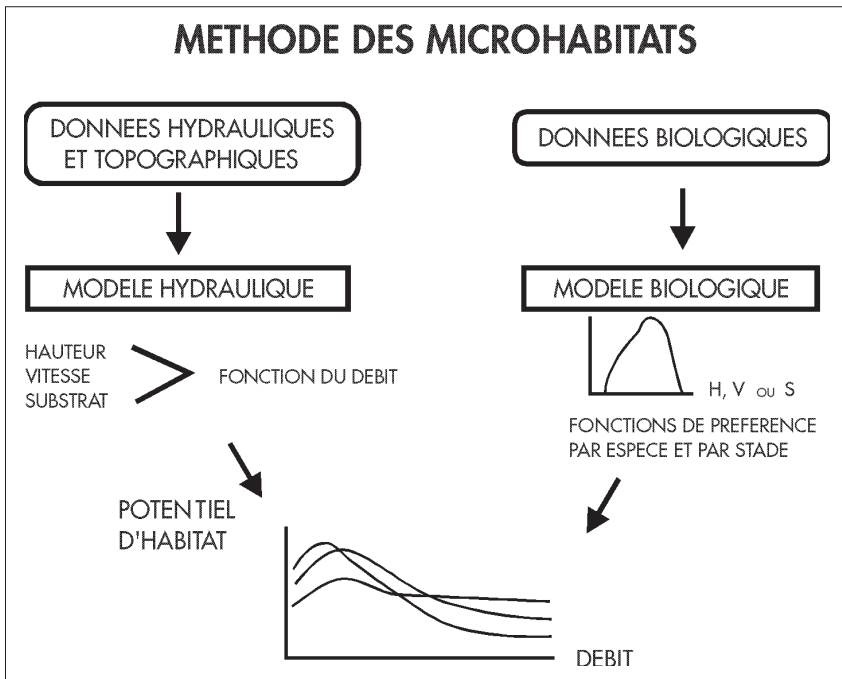 METHODE DES MICROHABITATS
DONNEES HYDRAULIQUES
ET TOPOGRAPHIQUES
DONNEES BIOLOGIQUES
MODELE HYDRAULIQUE
MODELE BIOLOGIQUE
HAUTEUR
VITESSE
SUBSTRAT
FONCTION DU DEBIT
H, V OU S
FONCTIONS DE PREFERENCE
PAR ESPECE ET PAR STADE
POTENTIEL
D'HABITAT
DEBIT